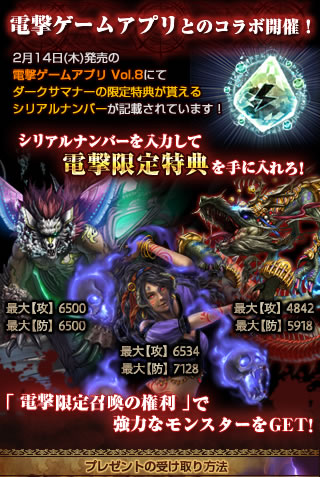 電撃ゲームアプリとのコラボ開催！
2月14日(木)発売の
電撃ゲームアプリ Vol.8にて
ダークサマナーの限定特典が貰える
シリアルナンバーが記載されています！
シリアルナンバーを入力して
電撃限定特典を手に入れろ!
最大【攻】 6500
最大【防】 6500
最大【攻】 4842
最大【防】 5918
最大【攻】 6534
最大【防】 7128
「電撃限定召喚の権利」で
強力なモンスターをGET!
プレゼントの受け取り方法